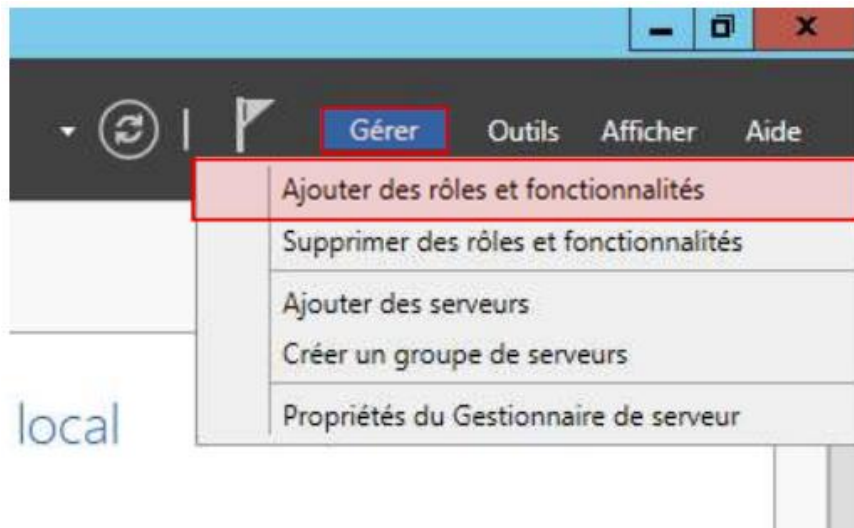 Gérer Outils Afficher Aide
Ajouter des rôles et fonctionnalités
Supprimer des rôles et fonctionnalités
Ajouter des serveurs
Créer un groupe de serveurs
Propriétés du Gestionnaire de serveur
local